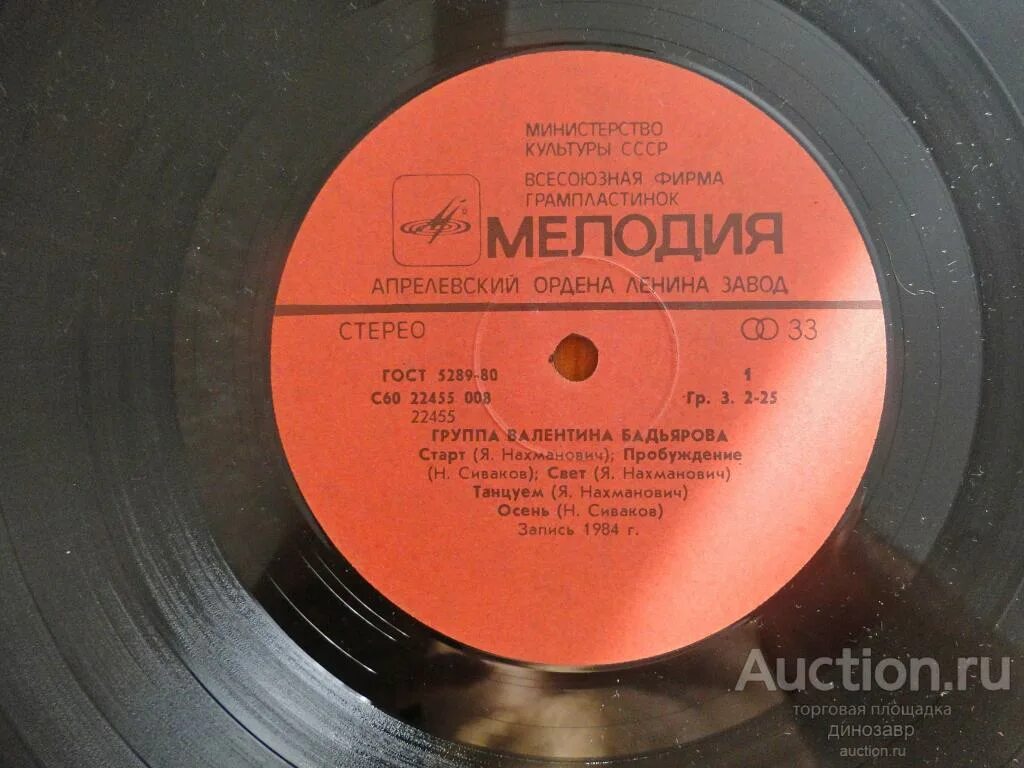 МИНИСТЕРСТВО
КУЛЬТУРЫ СССР
ВСЕСОЮЗНАЯ ФИРМА
ГРАМПЛАСТИНОК
МЕЛОДИЯ
АПРЕЛЕВСКИЙ ОРДЕНА ЛЕНИНА ЗАВОД
СТЕРЕО 33
ГОСТ 5289-80 1
С60 22455 008 Гр. 3. 2-25
22455
ГРУППА ВАЛЕНТИНА БАДЬЯРОВА
Старт (Я. Нахманович); Пробуждение
(Н. Сиваков); Свет (Я. Нахманович)
Танцуем (Я. Нахманович)
Осень (Н. Сиваков)
Запись 1984 г.
Auction.ru
торговая площадка
динозавр
auction.ru